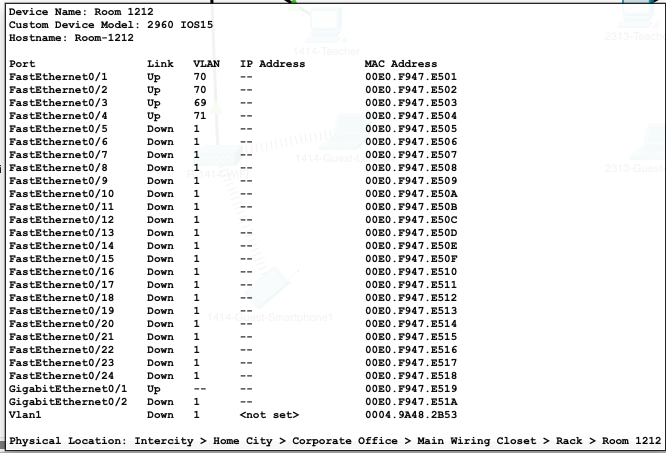 Device Name: Room 1212
Custom Device Model: 2960 IOS15
Hostname: Room-1212
Port Link VLAN IP Address MAC Address
FastEthernet0/1 Up 70 -- 00E0.F947.E501
FastEthernet0/2 Up 70 -- 00E0.F947.E502
FastEthernet0/3 Up 69 -- 00E0.F947.E503
FastEthernet0/4 Up 71 -- 00E0.F947.E504
FastEthernet0/5 Down 1 -- 00E0.F947.E505
FastEthernet0/6 Down 1 -- 00E0.F947.E506
FastEthernet0/7 Down 1 -- 00E0.F947.E507
FastEthernet0/8 Down 1 -- 00E0.F947.E508
FastEthernet0/9 Down 1 -- 00E0.F947.E509
FastEthernet0/10 Down 1 -- 00E0.F947.E50A
FastEthernet0/11 Down 1 -- 00E0.F947.E50B
FastEthernet0/12 Down 1 -- 00E0.F947.E50C
FastEthernet0/13 Down 1 -- 00E0.F947.E50D
FastEthernet0/14 Down 1 -- 00E0.F947.E50E
FastEthernet0/15 Down 1 -- 00E0.F947.E50F
FastEthernet0/16 Down 1 -- 00E0.F947.E510
FastEthernet0/17 Down 1 -- 00E0.F947.E511
FastEthernet0/18 Down 1 -- 00E0.F947.E512
FastEthernet0/19 Down 1 -- 00E0.F947.E513
FastEthernet0/20 Down 1 -- 00E0.F947.E514
FastEthernet0/21 Down 1 -- 00E0.F947.E515
FastEthernet0/22 Down 1 -- 00E0.F947.E516
FastEthernet0/23 Down 1 -- 00E0.F947.E517
FastEthernet0/24 Down 1 -- 00E0.F947.E518
GigabitEthernet0/1 Up -- -- 00E0.F947.E519
GigabitEthernet0/2 Down 1 -- 00E0.F947.E51A
Vlan1 Down 1 <not set> 0004.9A48.2B53
Physical Location: Intercity > Home City > Corporate Office > Main Wiring Closet > Rack > Room 1212
1414-Teacher
2313-Teacher
1414-Guest-Smartphone1